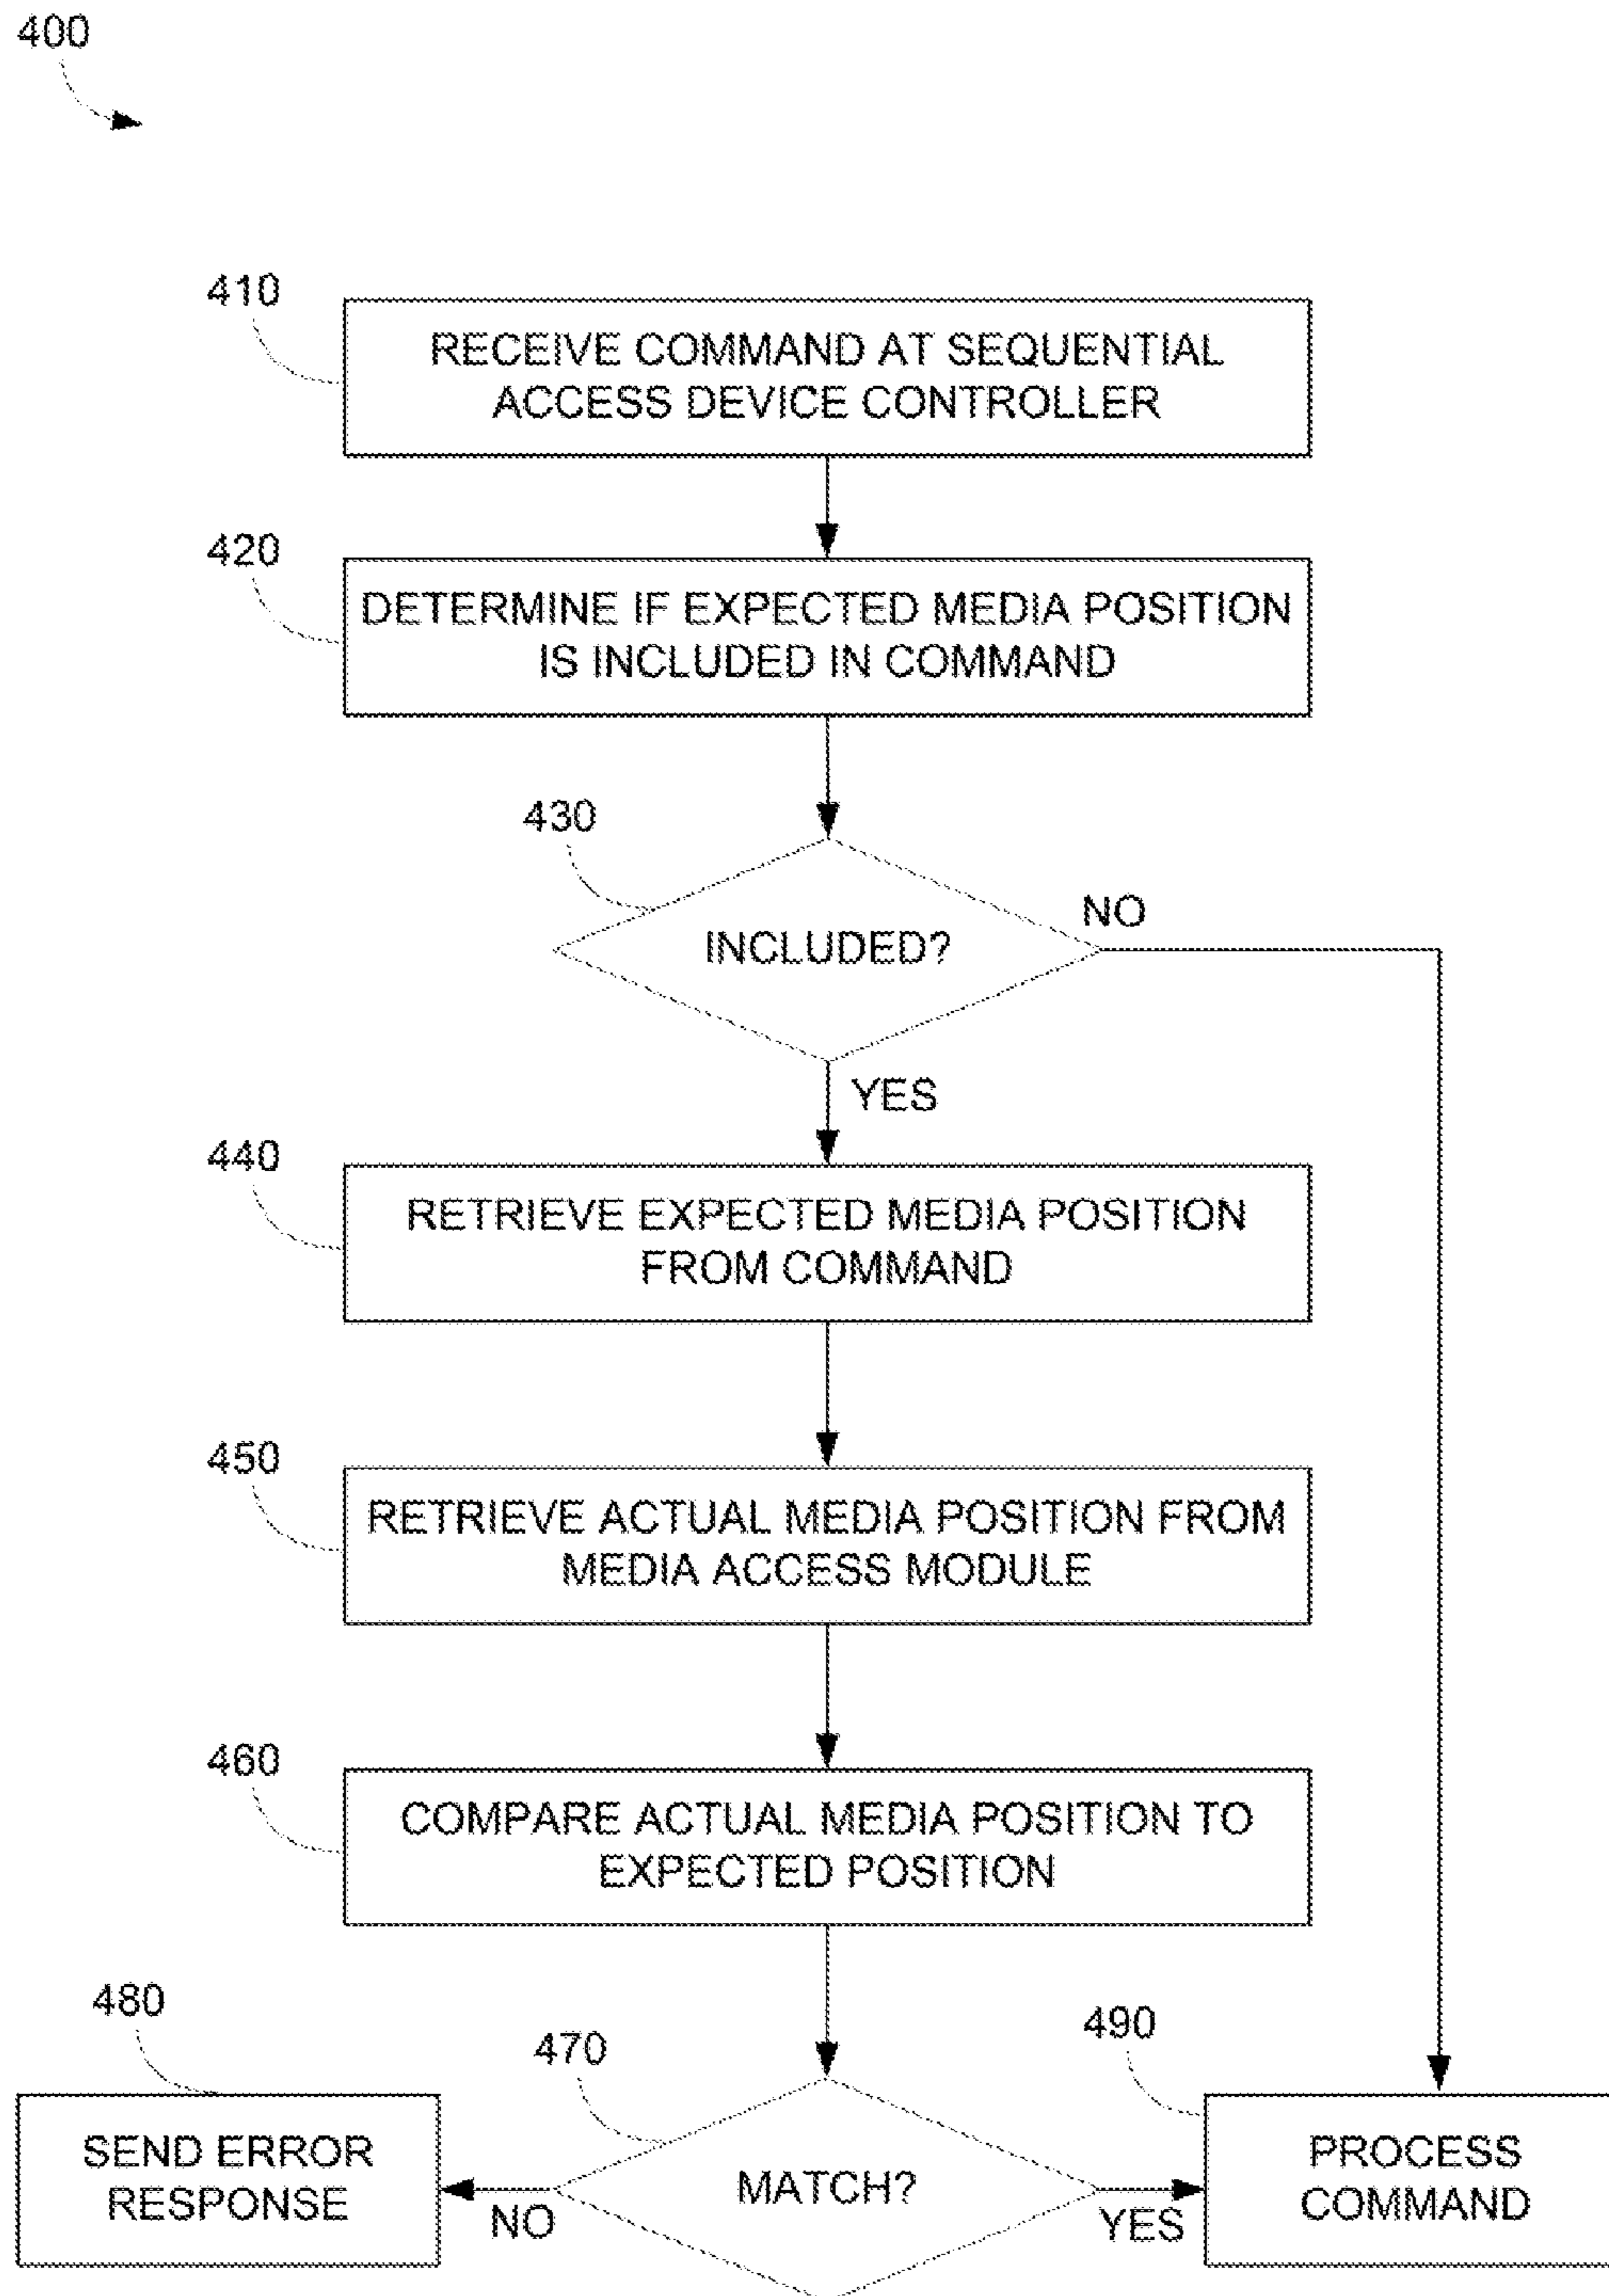 400
410
RECEIVE COMMAND AT SEQUENTIAL
ACCESS DEVICE CONTROLLER
420
DETERMINE IF EXPECTED MEDIA POSITION
IS INCLUDED IN COMMAND
430
INCLUDED?
NO
YES
440
RETRIEVE EXPECTED MEDIA POSITION
FROM COMMAND
450
RETRIEVE ACTUAL MEDIA POSITION FROM
MEDIA ACCESS MODULE
460
COMPARE ACTUAL MEDIA POSITION TO
EXPECTED POSITION
480
470
490
SEND ERROR
RESPONSE
NO
MATCH?
YES
PROCESS
COMMAND